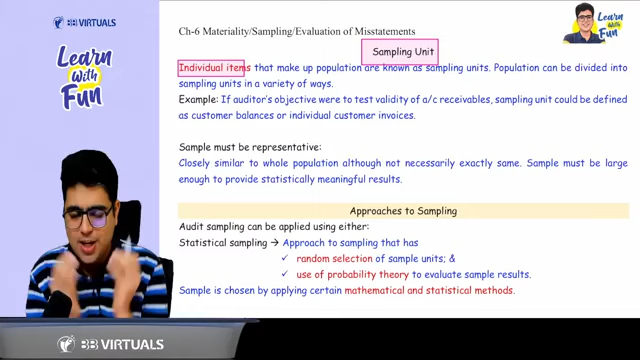 BB VIRTUALS
Learn
With
Fun
Ch-6 Materiality/Sampling/Evaluation of Misstatements
Learn
With
Fun
Sampling Unit
Individual items that make up population are known as sampling units. Population can be divided into
sampling units in a variety of ways.
Example: If auditor's objective were to test validity of a/c receivables, sampling unit could be defined
as customer balances or individual customer invoices.
Sample must be representative:
Closely similar to whole population although not necessarily exactly same. Sample must be large
enough to provide statistically meaningful results.
Approaches to Sampling
Audit sampling can be applied using either:
Statistical sampling → Approach to sampling that has
✓ random selection of sample units; &
✓ use of probability theory to evaluate sample results.
Sample is chosen by applying certain mathematical and statistical methods.
BB VIRTUALS